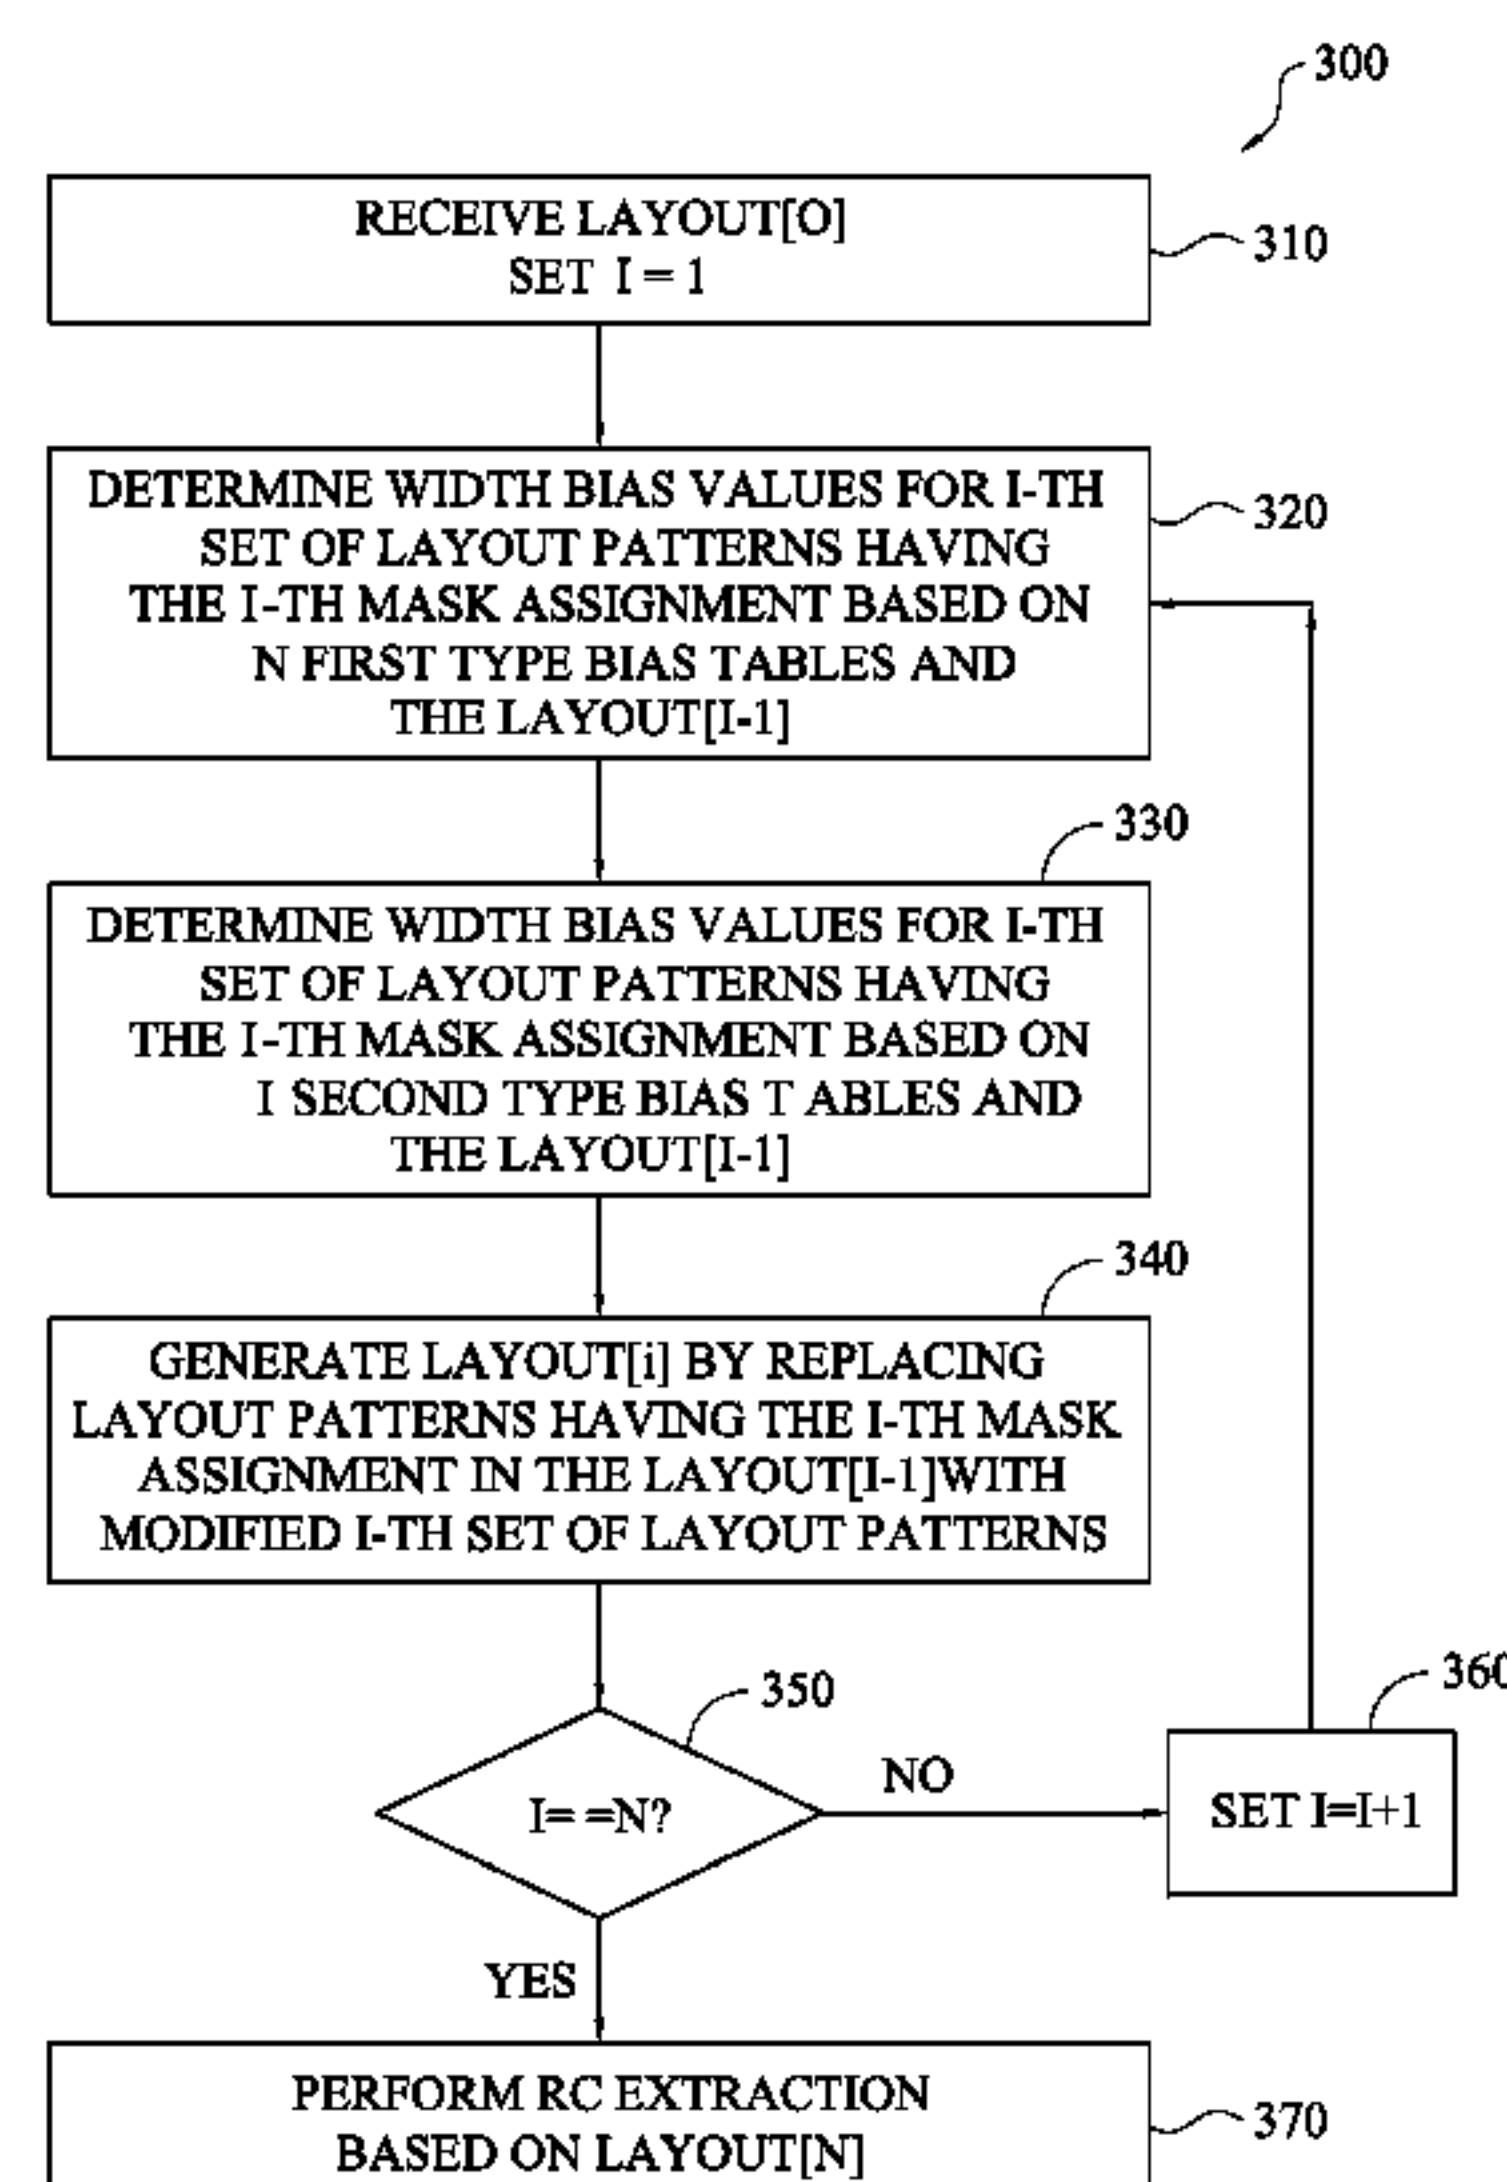 300
RECEIVE LAYOUT[O]
SET I = 1
310
DETERMINE WIDTH BIAS VALUES FOR I-TH
SET OF LAYOUT PATTERNS HAVING
THE I-TH MASK ASSIGNMENT BASED ON
N FIRST TYPE BIAS TABLES AND
THE LAYOUT[I-1]
320
330
DETERMINE WIDTH BIAS VALUES FOR I-TH
SET OF LAYOUT PATTERNS HAVING
THE I-TH MASK ASSIGNMENT BASED ON
I SECOND TYPE BIAS T ABLES AND
THE LAYOUT[I-1]
340
GENERATE LAYOUT[i] BY REPLACING
LAYOUT PATTERNS HAVING THE I-TH MASK
ASSIGNMENT IN THE LAYOUT[I-1]WITH
MODIFIED I-TH SET OF LAYOUT PATTERNS
350
I= =N?
NO
360
SET I=I+1
YES
PERFORM RC EXTRACTION
BASED ON LAYOUT[N]
370